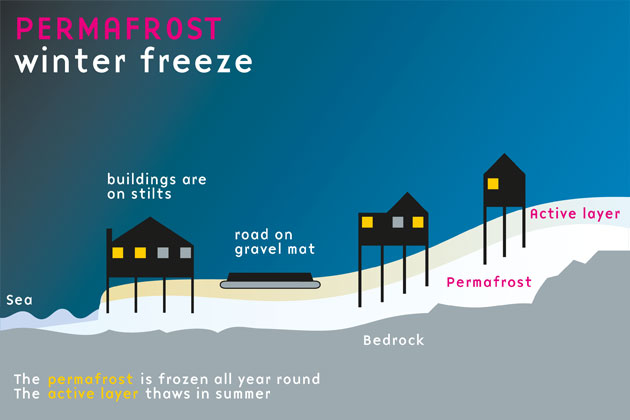 PERMAFROST
winter freeze
buildings are
on stilts
road on
gravel mat
Active layer
Permafrost
Sea
Bedrock
The permafrost is frozen all year round
The active layer thaws in summer